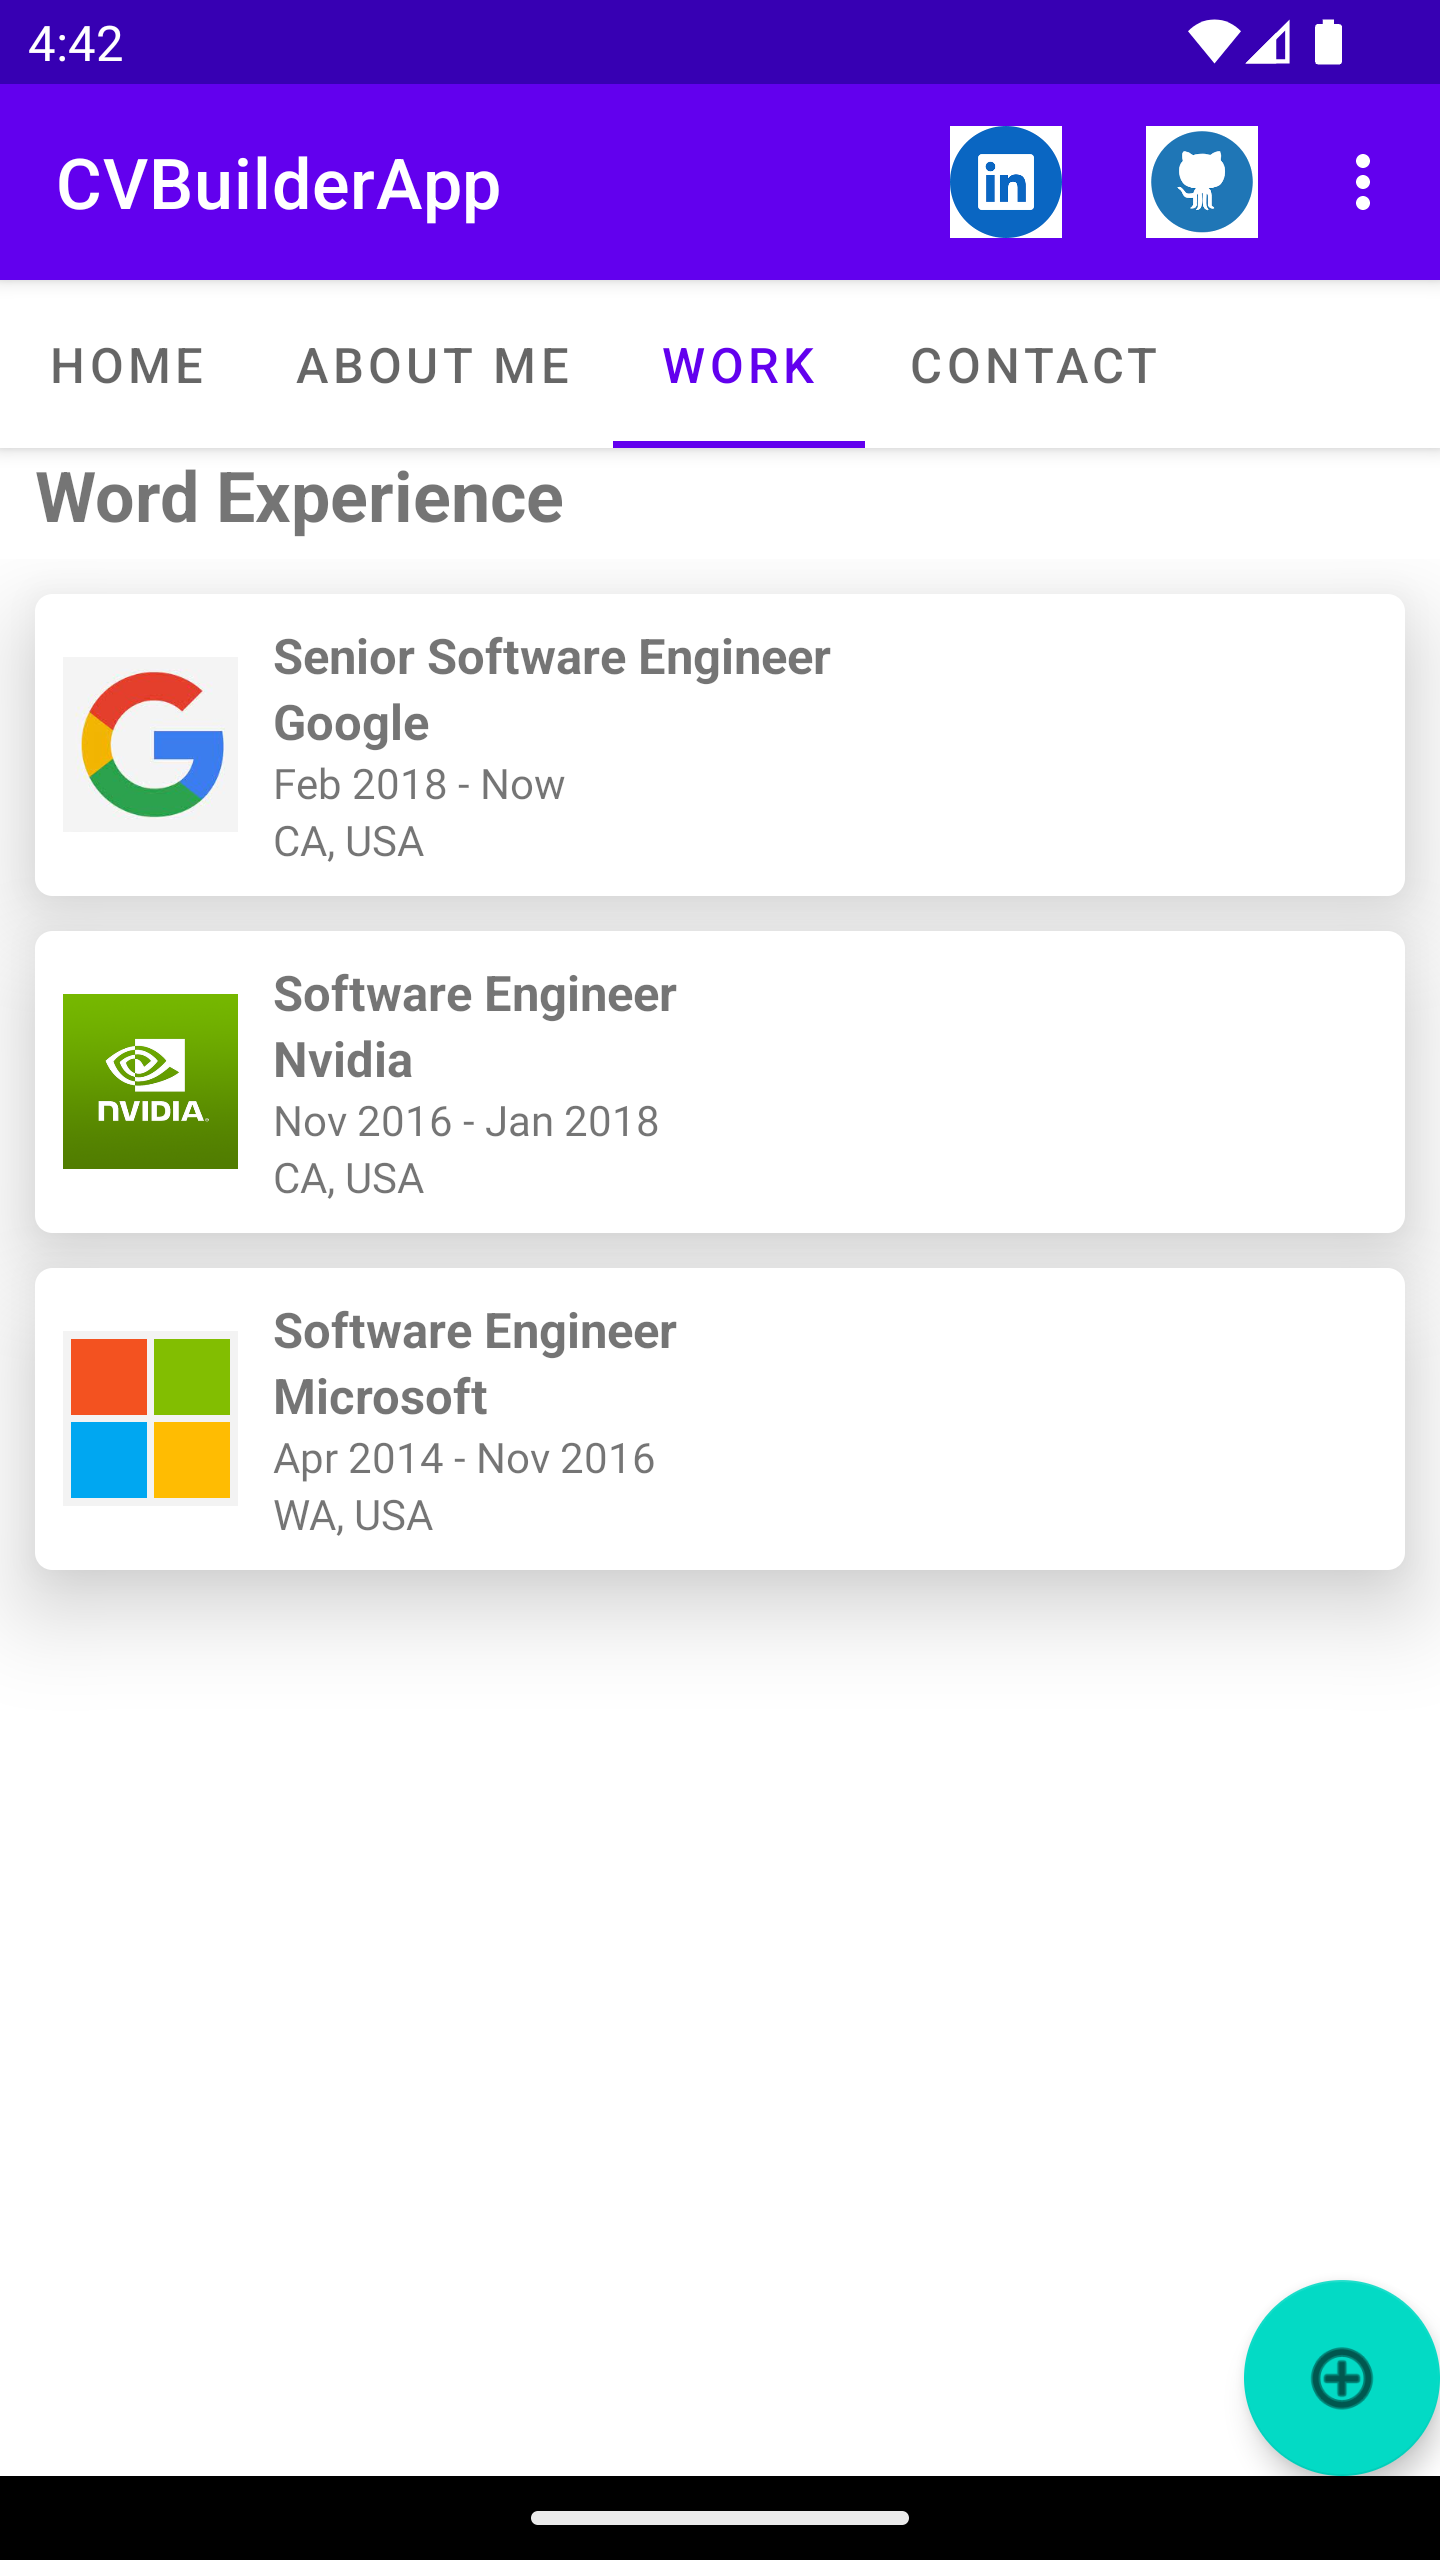 4:42
CVBuilderApp
in
HOME ABOUT ME WORK CONTACT
Word Experience
Senior Software Engineer
Google
Feb 2018 - Now
CA, USA
Software Engineer
Nvidia
Nov 2016 - Jan 2018
CA, USA
NVIDIA.
Software Engineer
Microsoft
Apr 2014 - Nov 2016
WA, USA